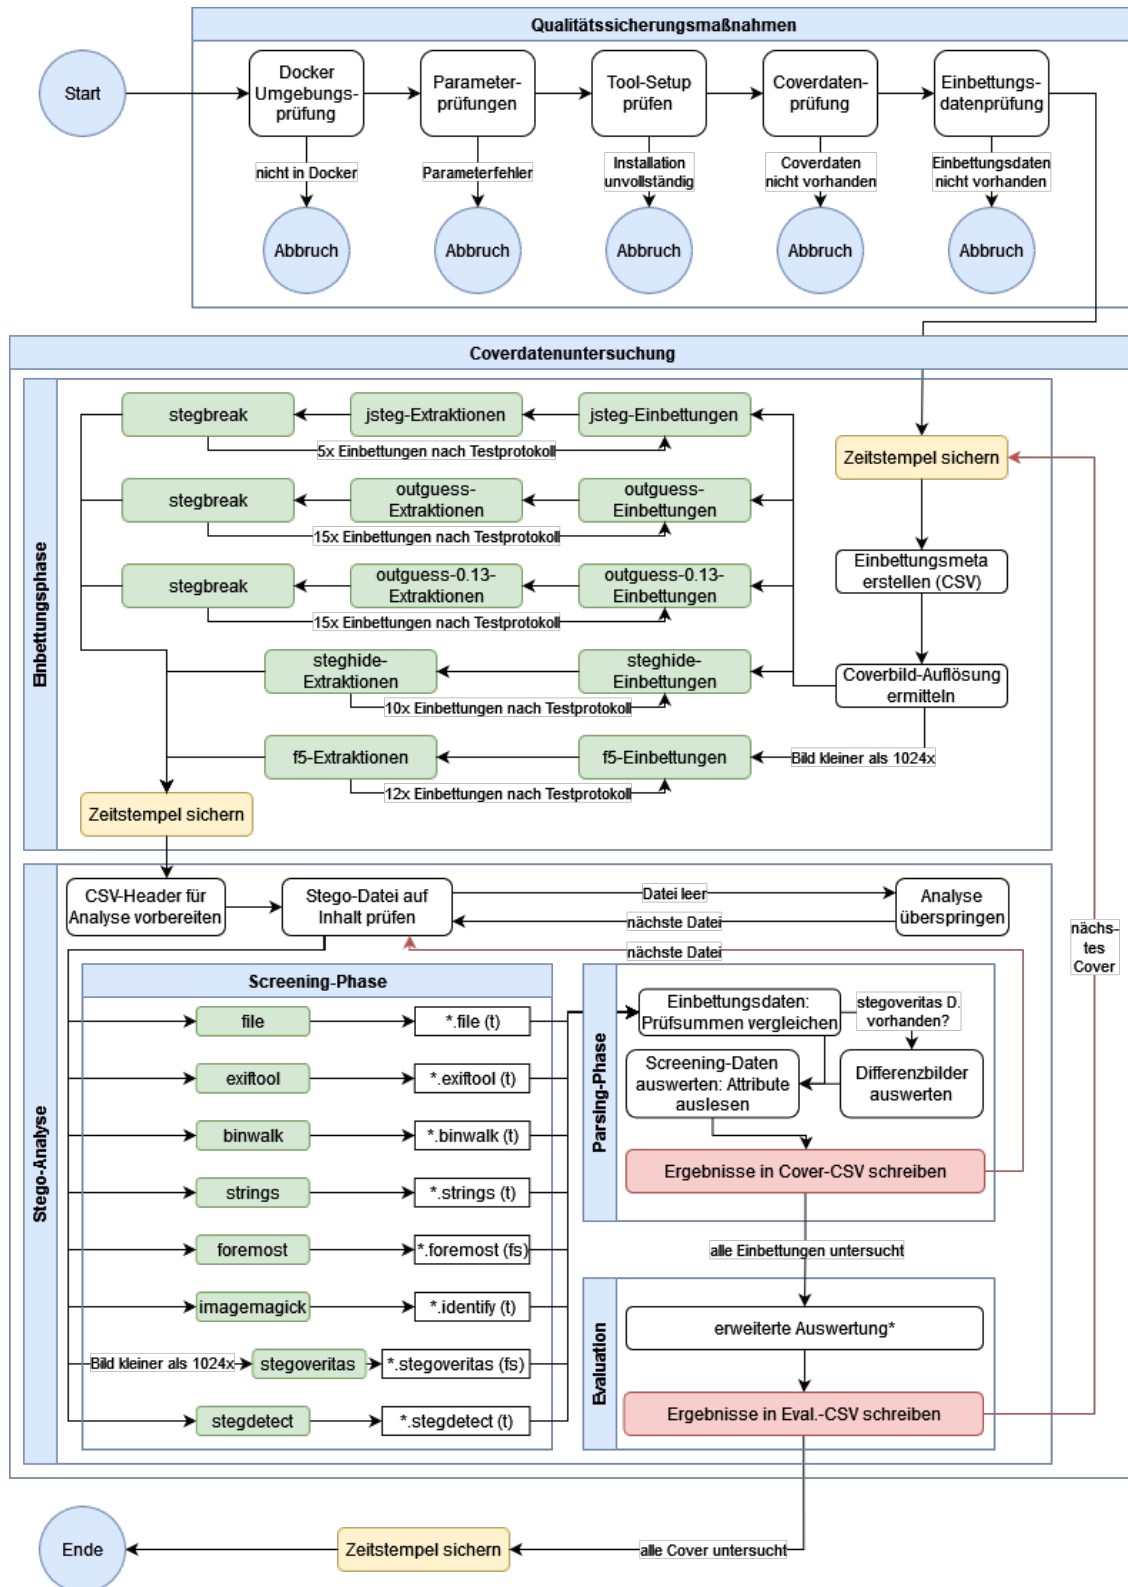 Qualitätssicherungsmaßnahmen
Start
Docker
Umgebungs-
prüfung
Parameter-
prüfungen
Tool-Setup
prüfen
Coverdaten-
prüfung
Einbettungs-
datenprüfung
nicht in Docker
Parameterfehler
Installation
unvollständig
Coverdaten
nicht vorhanden
Einbettungsdaten
nicht vorhanden
Abbruch
Abbruch
Abbruch
Abbruch
Abbruch
Coverdatenuntersuchung
Einbettungsphase
stegbreak
jsteg-Extraktionen
jsteg-Einbettungen
5x Einbettungen nach Testprotokoll
Zeitstempel sichern
stegbreak
outguess-
Extraktionen
outguess-
Einbettungen
15x Einbettungen nach Testprotokoll
Einbettungsmeta
erstellen (CSV)
stegbreak
outguess-0.13-
Extraktionen
outguess-0.13-
Einbettungen
15x Einbettungen nach Testprotokoll
steghide-
Extraktionen
steghide-
Einbettungen
10x Einbettungen nach Testprotokoll
Coverbild-Auflösung
ermitteln
f5-Extraktionen
f5-Einbettungen
Bild kleiner als 1024x
12x Einbettungen nach Testprotokoll
Zeitstempel sichern
Stego-Analyse
CSV-Header für
Analyse vorbereiten
Stego-Datei auf
Inhalt prüfen
Datei leer
nächste Datei
Analyse
überspringen
nächste Datei
nächs-
tes
Cover
Screening-Phase
file
*.file (t)
exiftool
*.exiftool (t)
binwalk
*.binwalk (t)
strings
*.strings (t)
foremost
*.foremost (fs)
imagemagick
*.identify (t)
Bild kleiner als 1024x
stegoveritas
*.stegoveritas (fs)
stegdetect
*.stegdetect (t)
Parsing-Phase
Einbettungsdaten:
Prüfsummen vergleichen
stegoveritas D.
vorhanden?
Screening-Daten
auswerten: Attribute
auslesen
Differenzbilder
auswerten
Ergebnisse in Cover-CSV schreiben
alle Einbettungen untersucht
Evaluation
erweiterte Auswertung*
Ergebnisse in Eval.-CSV schreiben
Ende
Zeitstempel sichern
alle Cover untersucht